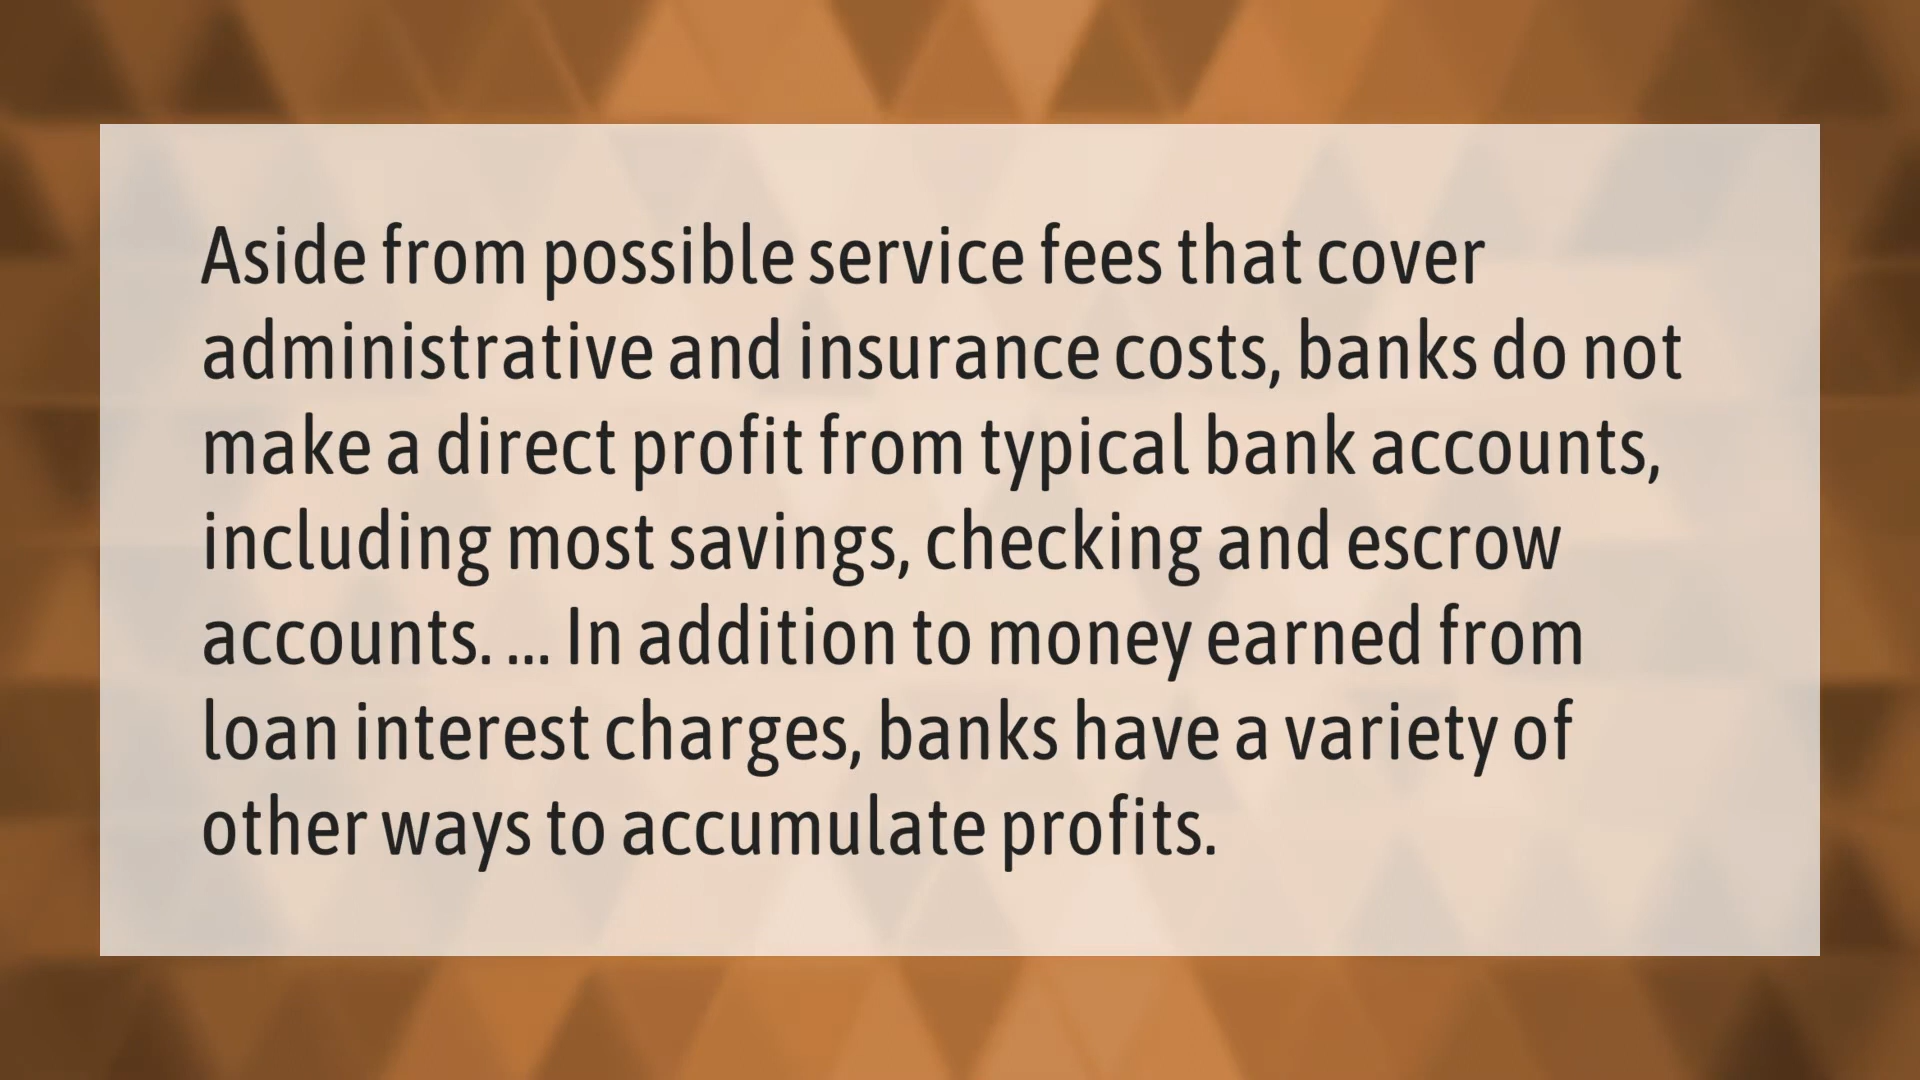 Aside from possible service fees that cover
administrative and insurance costs, banks do not
make a direct profit from typical bank accounts,
including most savings, checking and escrow
accounts. ... In addition to money earned from
loan interest charges, banks have a variety of
other ways to accumulate profits.